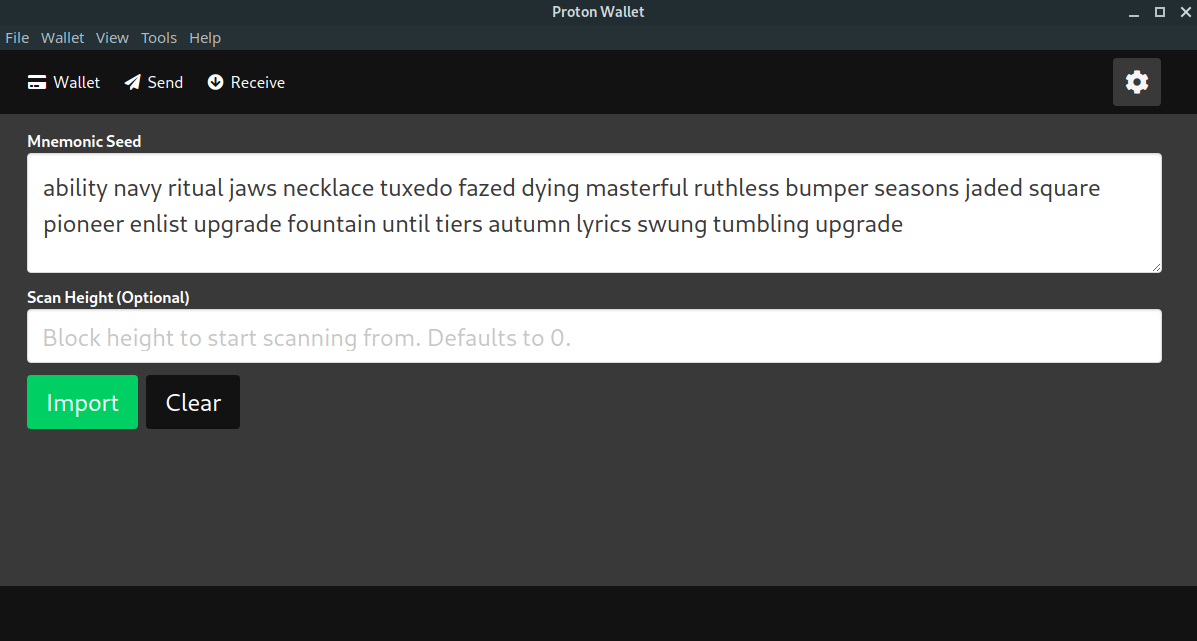 Proton Wallet
File Wallet View Tools Help
Wallet Send Receive
Mnemonic Seed
ability navy ritual jaws necklace tuxedo fazed dying masterful ruthless bumper seasons jaded square
pioneer enlist upgrade fountain until tiers autumn lyrics swung tumbling upgrade
Scan Height (Optional)
Block height to start scanning from. Defaults to 0.
Import Clear